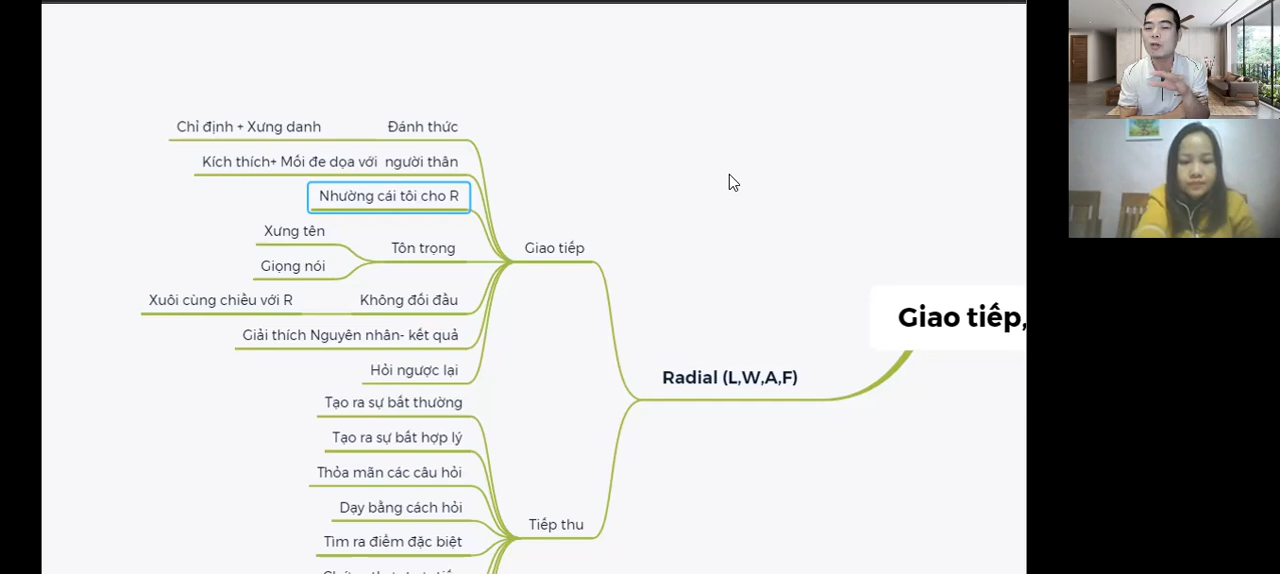 Chỉ định + Xưng danh
Đánh thức
Kích thích+ Mối đe dọa với người thân
Nhường cái tôi cho R
Xưng tên
Giọng nói
Tôn trọng
Giao tiếp
Xuôi cùng chiều với R
Không đối đầu
Giải thích Nguyên nhân- kết quả
Hỏi ngược lại
Giao tiếp,
Radial (L,W,A,F)
Tạo ra sự bất thường
Tạo ra sự bất hợp lý
Thỏa mãn các câu hỏi
Dạy bằng cách hỏi
Tìm ra điểm đặc biệt
Tiếp thu